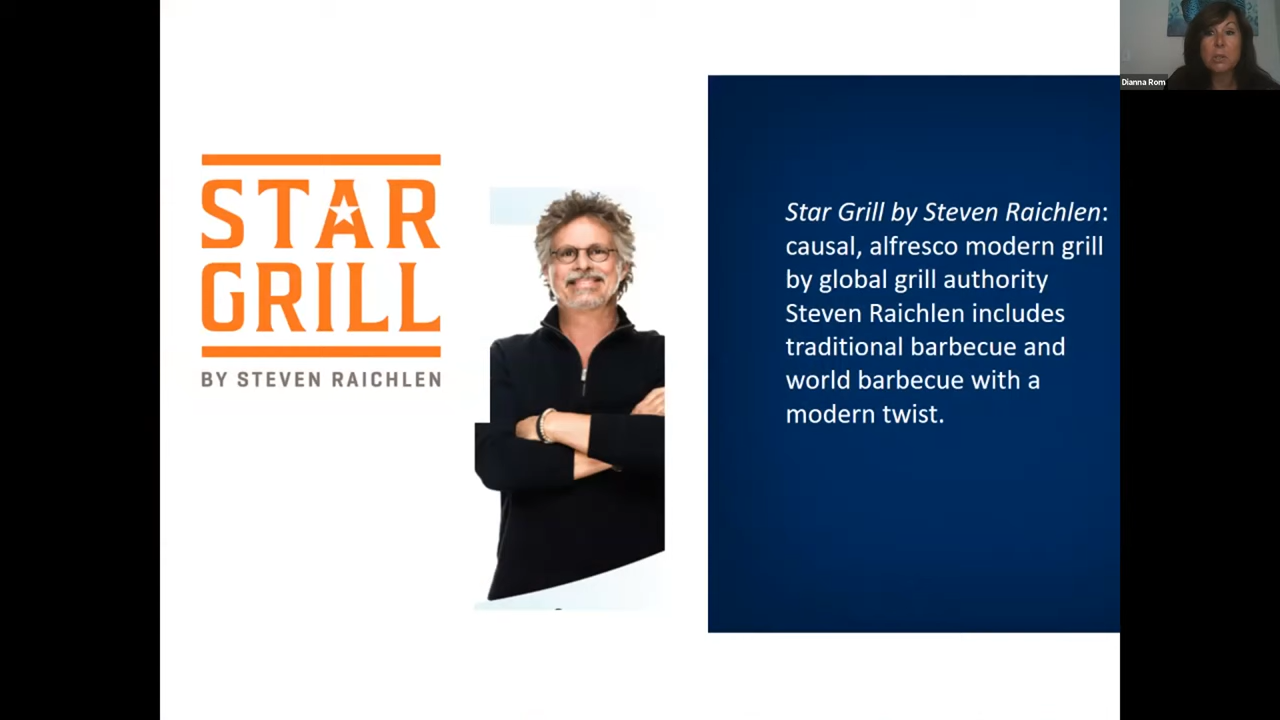 STAR
GRILL
BY STEVEN RAICHLEN
Star Grill by Steven Raichlen:
causal, alfresco modern grill
by global grill authority
Steven Raichlen includes
traditional barbecue and
world barbecue with a
modern twist.
Dianna Rom